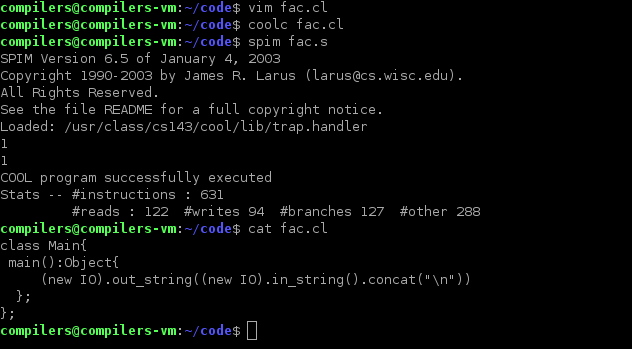 compilers@compilers-vm:~/code$ vim fac.cl
compilers@compilers-vm:~/code$ coolc fac.cl
compilers@compilers-vm:~/code$ spim fac.s
SPIM Version 6.5 of January 4, 2003
Copyright 1990-2003 by James R. Larus (larus@cs.wisc.edu).
All Rights Reserved.
See the file README for a full copyright notice.
Loaded: /usr/class/cs143/cool/lib/trap.handler
1
1
COOL program successfully executed
Stats -- #instructions : 631
         #reads : 122  #writes 94  #branches 127  #other 288
compilers@compilers-vm:~/code$ cat fac.cl
class Main{
 main():Object{
     (new IO).out_string((new IO).in_string().concat("\n"))
  };
};
compilers@compilers-vm:~/code$